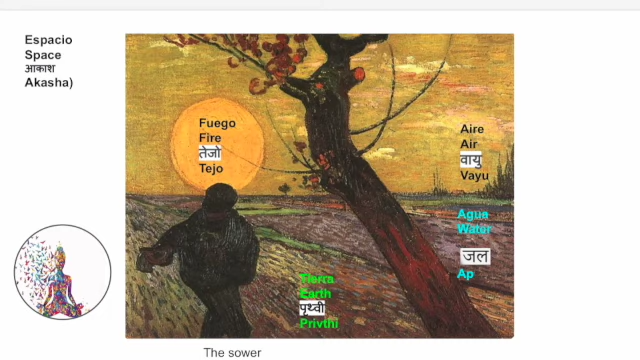 Espacio
Space
आकाश
Akasha)
Fuego
Fire
तेजो
Tejo
Aire
Air
वायु
Vayu
Agua
Water
जल
Ap
Tierra
Earth
पृथ्वी
Privthi
The sower